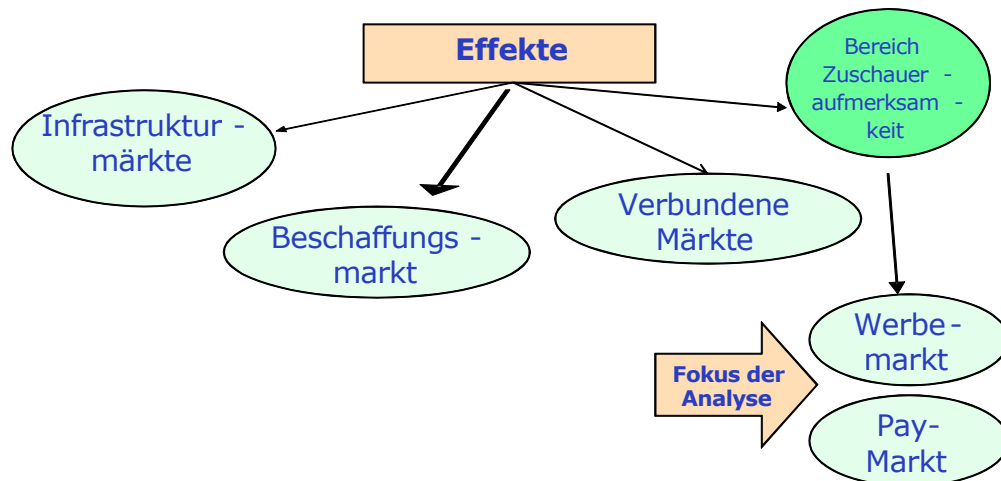 Effekte
Bereich
Zuschauer -
aufmerksam -
keit
Infrastruktur -
märkte
Beschaffungs -
markt
Verbundene
Märkte
Werbe-
markt
Fokus der
Analyse
Pay-
Markt